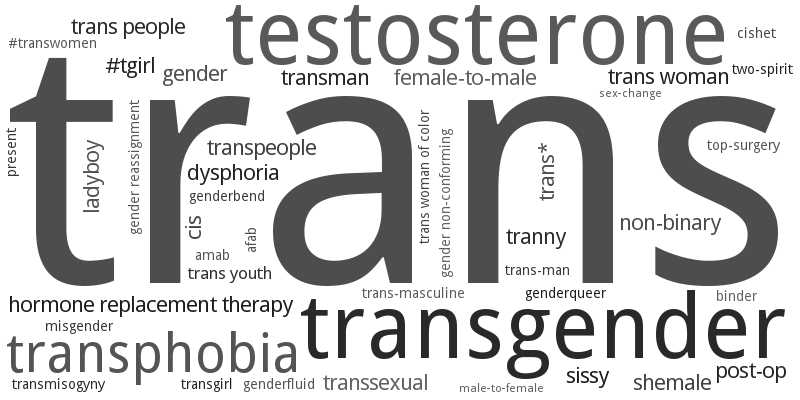 testosterone
trans people
cishet
#transwomen
#tgirl
gender
transman
female-to-male
trans woman
two-spirit
sex-change
trans
present
ladyboy
gender reassignment
transpeople
dysphoria
genderbend
cis
afab
amab
trans youth
trans woman of color
gender non-conforming
trans*
top-surgery
non-binary
tranny
trans-man
hormone replacement therapy
trans-masculine
genderqueer
binder
misgender
transgender
transphobia
transmisogyny
transgirl
genderfluid
transsexual
male-to-female
sissy
shemale
post-op